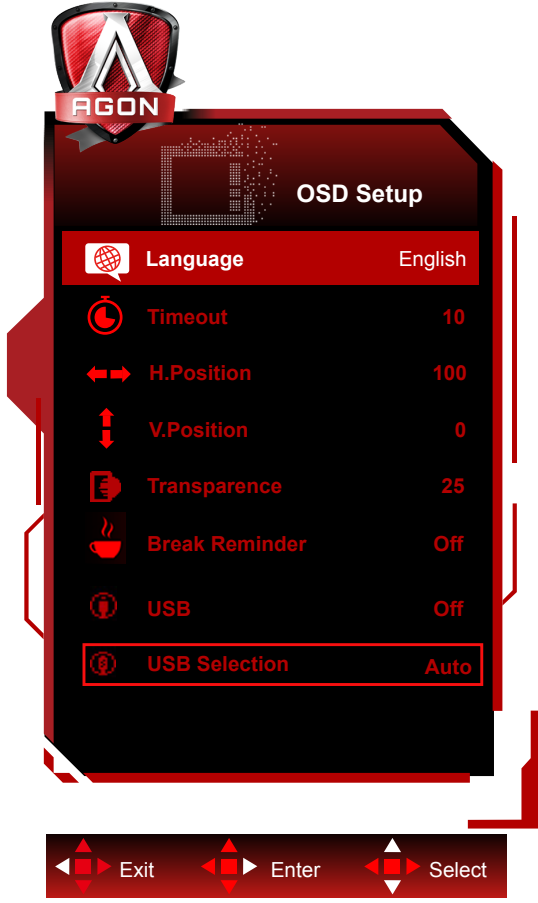 AGON
OSD Setup
Language English
Timeout 10
H.Position 100
V.Position 0
Transparence 25
Break Reminder Off
USB Off
USB Selection Auto
Exit Enter Select